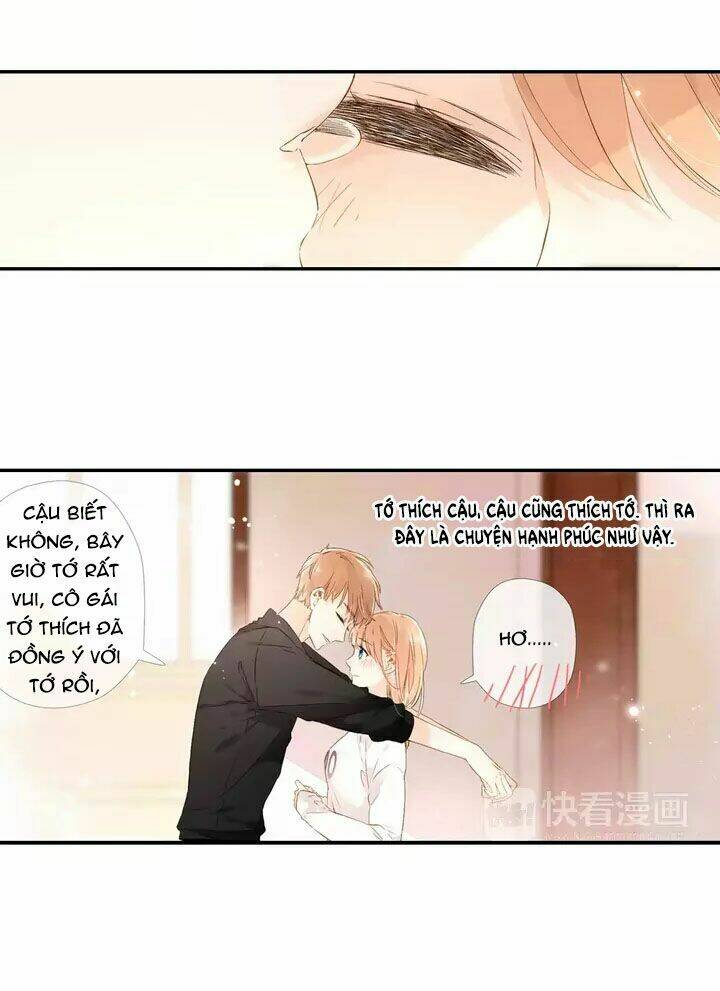 CẬU BIẾT
KHÔNG, BÂY
GIỜ TỚ RẤT
VUI, CÔ GÁI
TỚ THÍCH ĐÃ
ĐỒNG Ý VỚI
TỚ RỒI,
TỚ THÍCH CẬU, CẬU CŨNG THÍCH TỚ. THÌ RA
ĐÂY LÀ CHUYỆN HẠNH PHÚC NHƯ VẬY.
HƠ.....
快看漫画